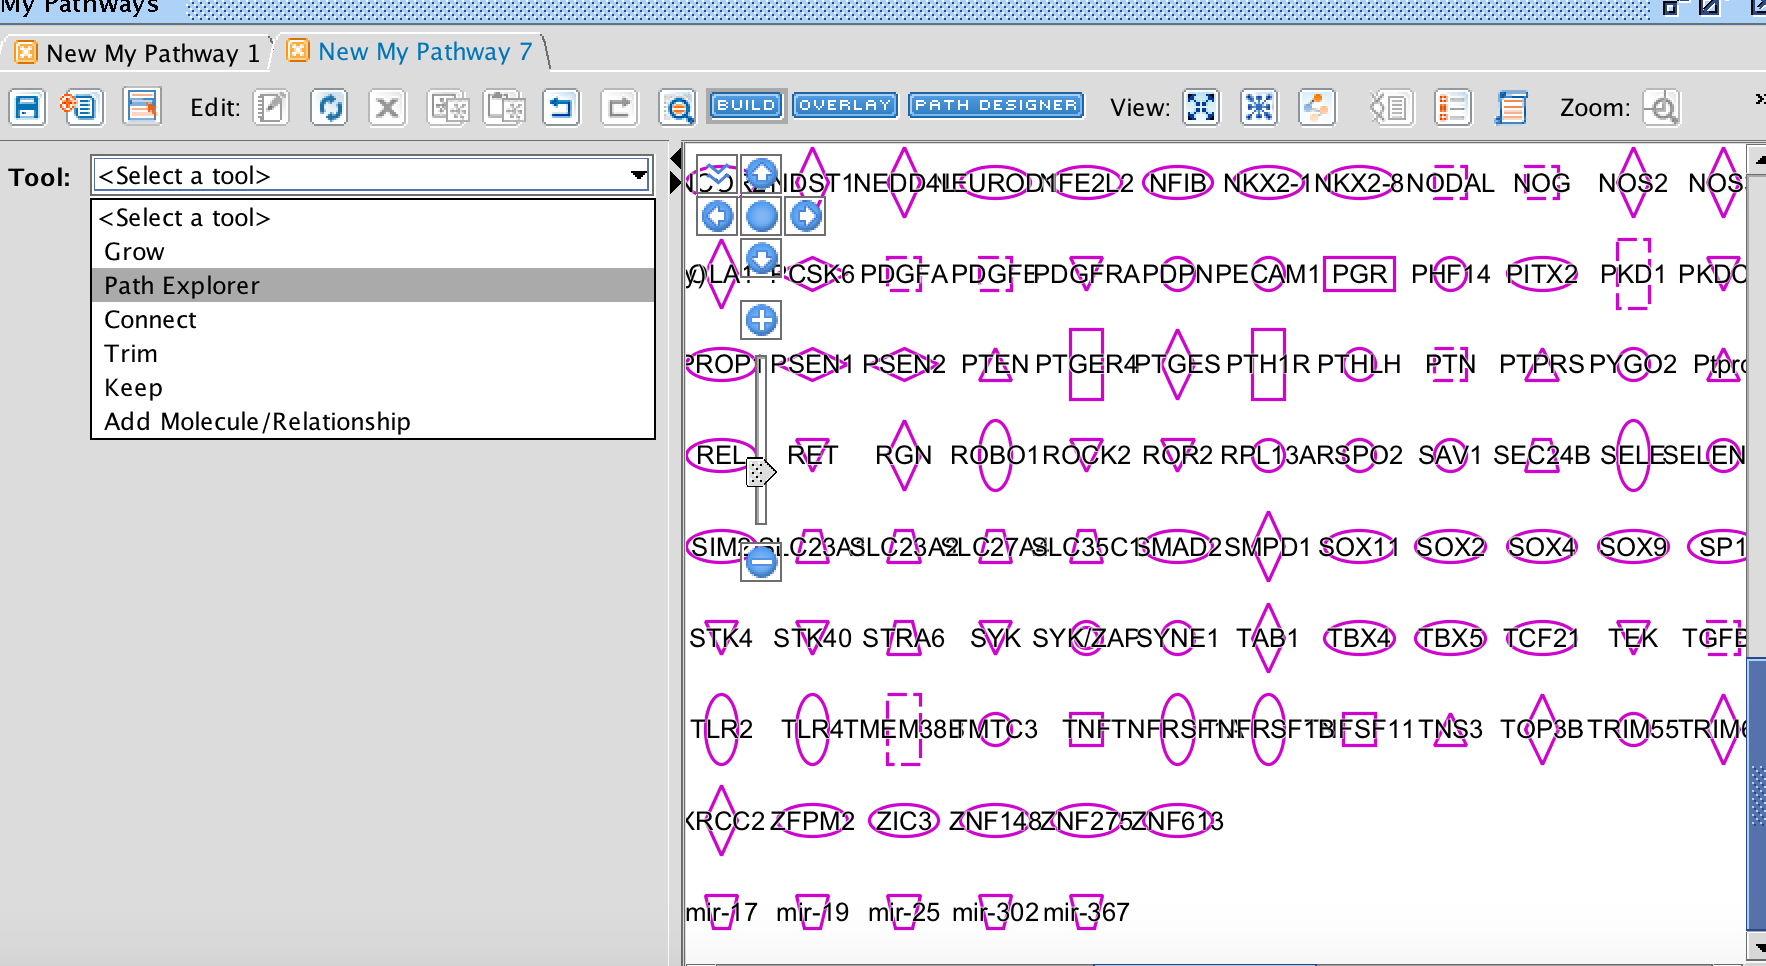 My Pathways
New My Pathway 1 New My Pathway 7
Edit: BUILD OVERLAY PATH DESIGNER View: Zoom: »
Tool: <Select a tool>
<Select a tool>
Grow
Path Explorer
Connect
Trim
Keep
Add Molecule/Relationship
NDST1 NEDD4L NEUROD1 NFE2L2 NFIB NKX2-1 NKX2-8 NODAL NOG NOS2 NOS
PCSK6 PDGFA PDGFB PDGFRA PDPN PECAM1 PGR PHF14 PITX2 PKD1 PKDC
PROP1 PSEN1 PSEN2 PTEN PTGER4 PTGES PTH1R PTHLH PTN PTPRS PYGO2 Ptprc
REL RET RGN ROBO1 ROCK2 ROR2 RPL13A RSPO2 SAV1 SEC24B SELE SELEN
SIM2 SLC23A1 SLC23A2 SLC27A4 SLC35C1 SMAD2 SMPD1 SOX11 SOX2 SOX4 SOX9 SP1
STK4 STK40 STRA6 SYK SYK/ZAP SYNE1 TAB1 TBX4 TBX5 TCF21 TEK TGFB
TLR2 TLR4 TMEM38B TMTC3 TNF TNFRSF1A TNFRSF1B TNFSF11 TNS3 TOP3B TRIM55 TRIM6
XRCC2 ZFPM2 ZIC3 ZNF148 ZNF275 ZNF613
mir-17 mir-19 mir-25 mir-302 mir-367